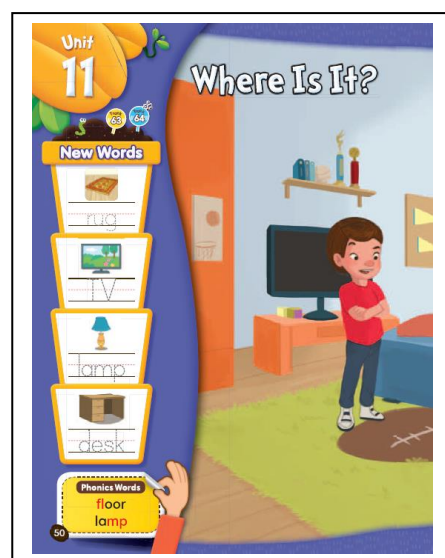 Unit
11
Where Is It?
63
64
New Words
rug
TV
lamp
desk
Phonics Words
floor
lamp
50